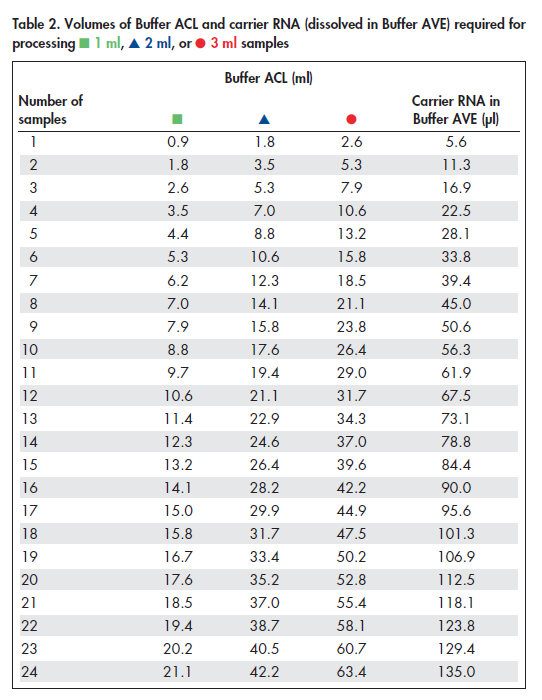 Table 2. Volumes of Buffer ACL and carrier RNA (dissolved in Buffer AVE) required for
processing ■ 1 ml, ▲ 2 ml, or ● 3 ml samples
Buffer ACL (ml)
Number of samples ■ ▲ ● Carrier RNA in Buffer AVE (µl)
1 0.9 1.8 2.6 5.6
2 1.8 3.5 5.3 11.3
3 2.6 5.3 7.9 16.9
4 3.5 7.0 10.6 22.5
5 4.4 8.8 13.2 28.1
6 5.3 10.6 15.8 33.8
7 6.2 12.3 18.5 39.4
8 7.0 14.1 21.1 45.0
9 7.9 15.8 23.8 50.6
10 8.8 17.6 26.4 56.3
11 9.7 19.4 29.0 61.9
12 10.6 21.1 31.7 67.5
13 11.4 22.9 34.3 73.1
14 12.3 24.6 37.0 78.8
15 13.2 26.4 39.6 84.4
16 14.1 28.2 42.2 90.0
17 15.0 29.9 44.9 95.6
18 15.8 31.7 47.5 101.3
19 16.7 33.4 50.2 106.9
20 17.6 35.2 52.8 112.5
21 18.5 37.0 55.4 118.1
22 19.4 38.7 58.1 123.8
23 20.2 40.5 60.7 129.4
24 21.1 42.2 63.4 135.0